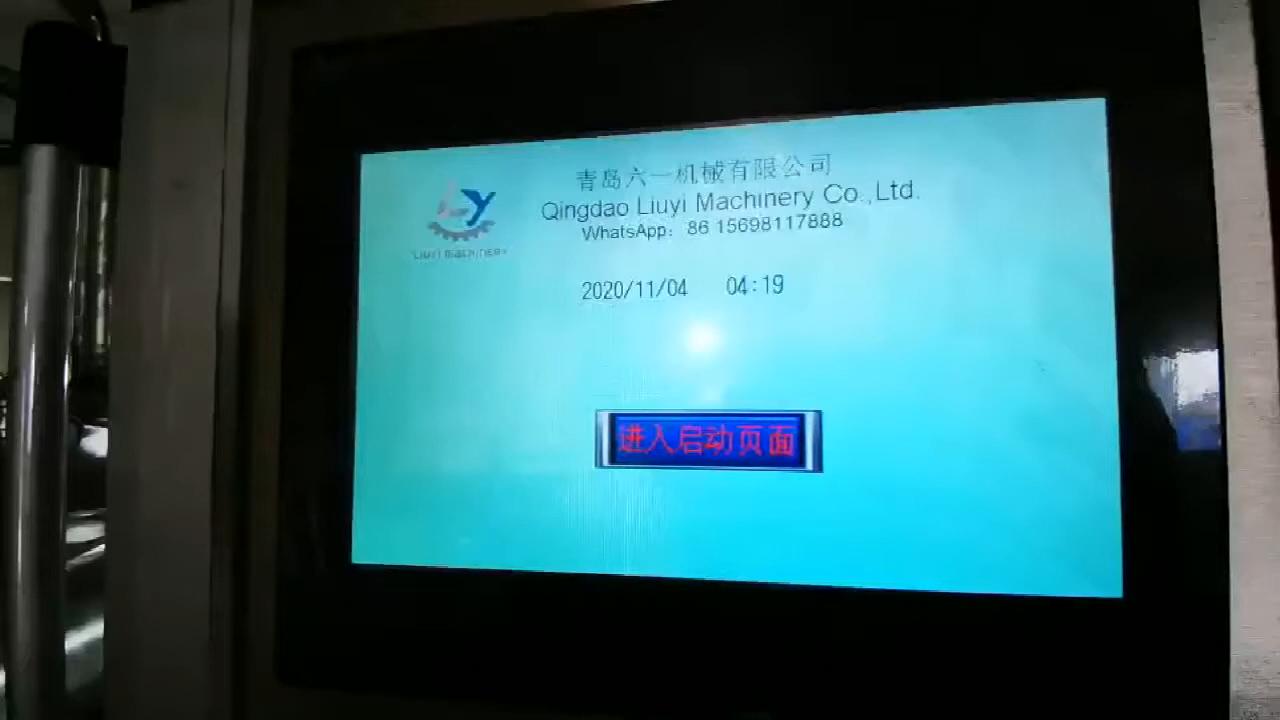 青岛六一机械有限公司
Qingdao Liuyi Machinery Co.,Ltd.
WhatsApp: 86 15698117888
LY
Liuyi machinery
2020/11/04 04:19
进入启动页面